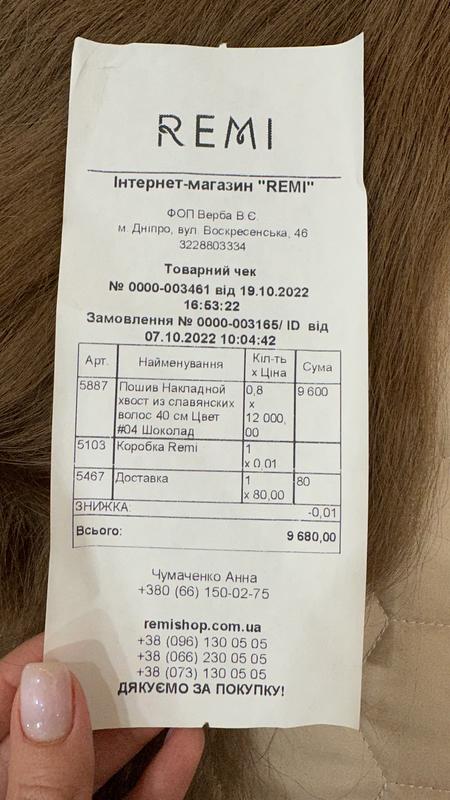 REMI
Інтернет-магазин "REMI"
ФОП Верба В.Є.
м. Дніпро, вул. Воскресенська, 46
3228803334
Товарний чек
№ 0000-003461 від 19.10.2022
16:53:22
Замовлення № 0000-003165/ ID від
07.10.2022 10:04:42
Арт. Найменування Кіл-ть х Ціна Сума
5887 Пошив Накладной 0,8 9 600
хвост из славянских х
волос 40 см Цвет 12 000,
#04 Шоколад 00
5103 Коробка Remi 1
х 0,01
5467 Доставка 1 80
х 80,00
ЗНИЖКА: -0,01
Всього: 9 680,00
Чумаченко Анна
+380 (66) 150-02-75
remishop.com.ua
+38 (096) 130 05 05
+38 (066) 230 05 05
+38 (073) 130 05 05
ДЯКУЄМО ЗА ПОКУПКУ!